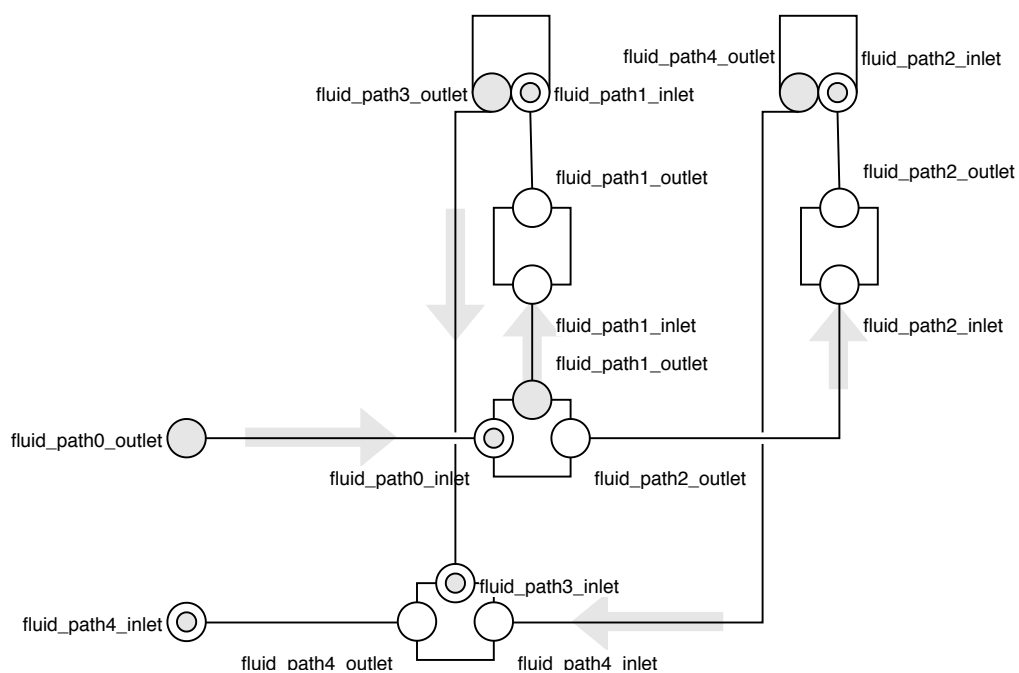 fluid_path4_outlet
fluid_path2_inlet
fluid_path3_outlet
fluid_path1_inlet
fluid_path1_outlet
fluid_path2_outlet
fluid_path1_inlet
fluid_path2_inlet
fluid_path1_outlet
fluid_path0_outlet
fluid_path0_inlet
fluid_path2_outlet
fluid_path3_inlet
fluid_path4_inlet
fluid_path4_outlet
fluid_path4_inlet